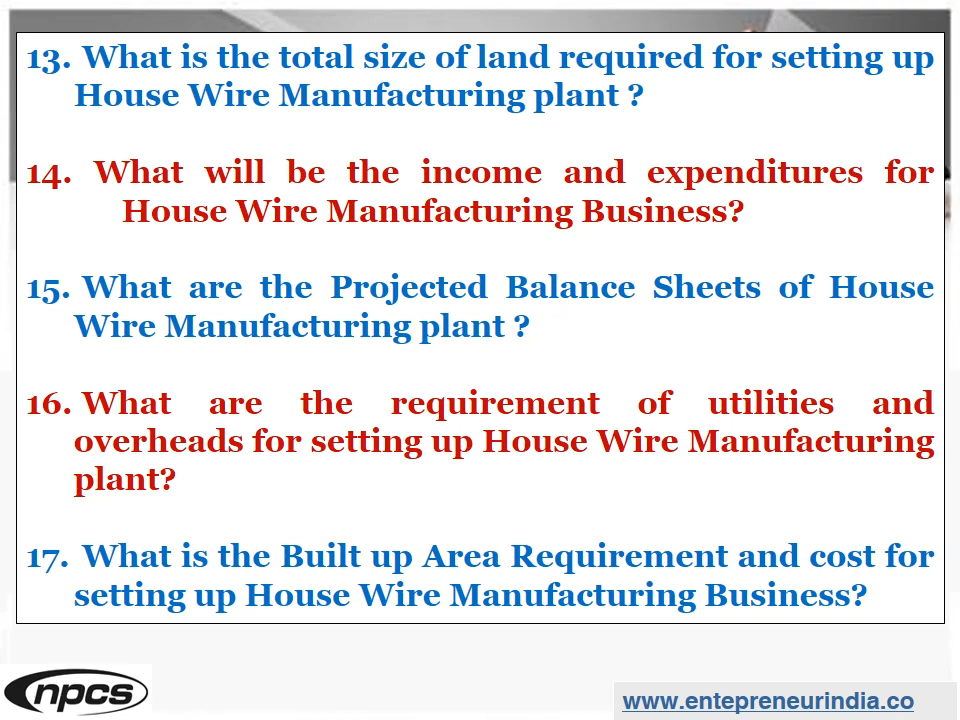 13. What is the total size of land required for setting up
House Wire Manufacturing plant ?
14. What will be the income and expenditures for
House Wire Manufacturing Business?
15. What are the Projected Balance Sheets of House
Wire Manufacturing plant ?
16. What are the requirement of utilities and
overheads for setting up House Wire Manufacturing
plant?
17. What is the Built up Area Requirement and cost for
setting up House Wire Manufacturing Business?
npcs
www.entepreneurindia.co